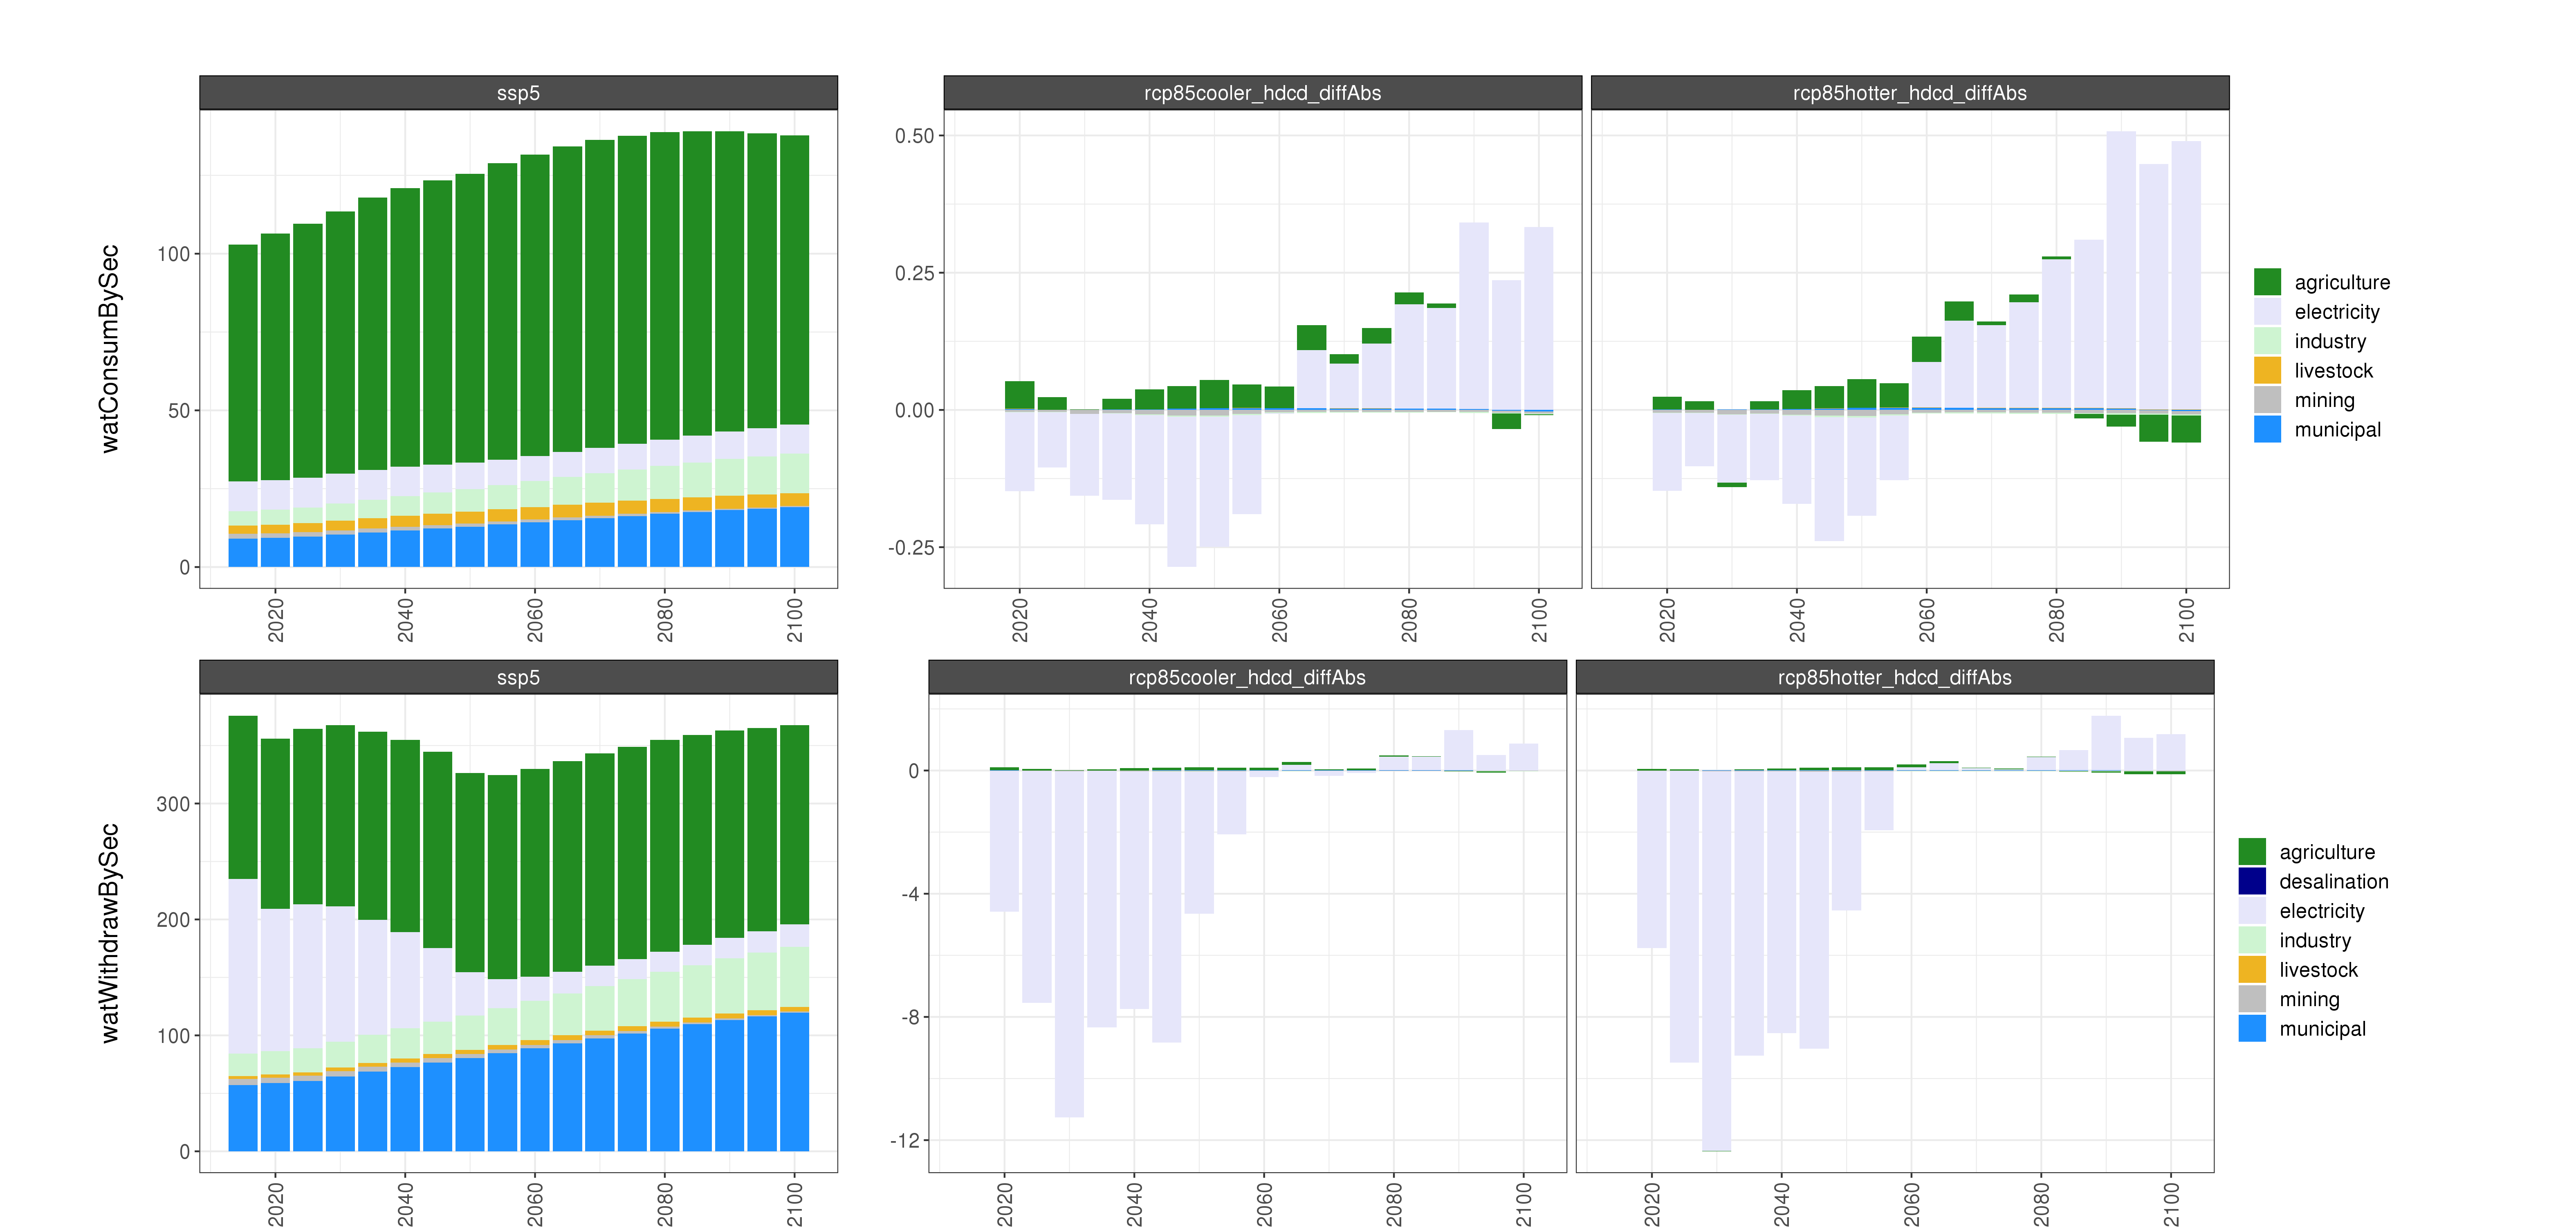 ssp5
rcp85cooler_hdcd_diffAbs
rcp85hotter_hdcd_diffAbs
watConsumBySec
100
50
0
0.50
0.25
0.00
-0.25
2020
2040
2060
2080
2100
2020
2040
2060
2080
2100
2020
2040
2060
2080
2100
agriculture
electricity
industry
livestock
mining
municipal
ssp5
rcp85cooler_hdcd_diffAbs
rcp85hotter_hdcd_diffAbs
watWithdrawBySec
300
200
100
0
0
-4
-8
-12
2020
2040
2060
2080
2100
2020
2040
2060
2080
2100
2020
2040
2060
2080
2100
agriculture
desalination
electricity
industry
livestock
mining
municipal